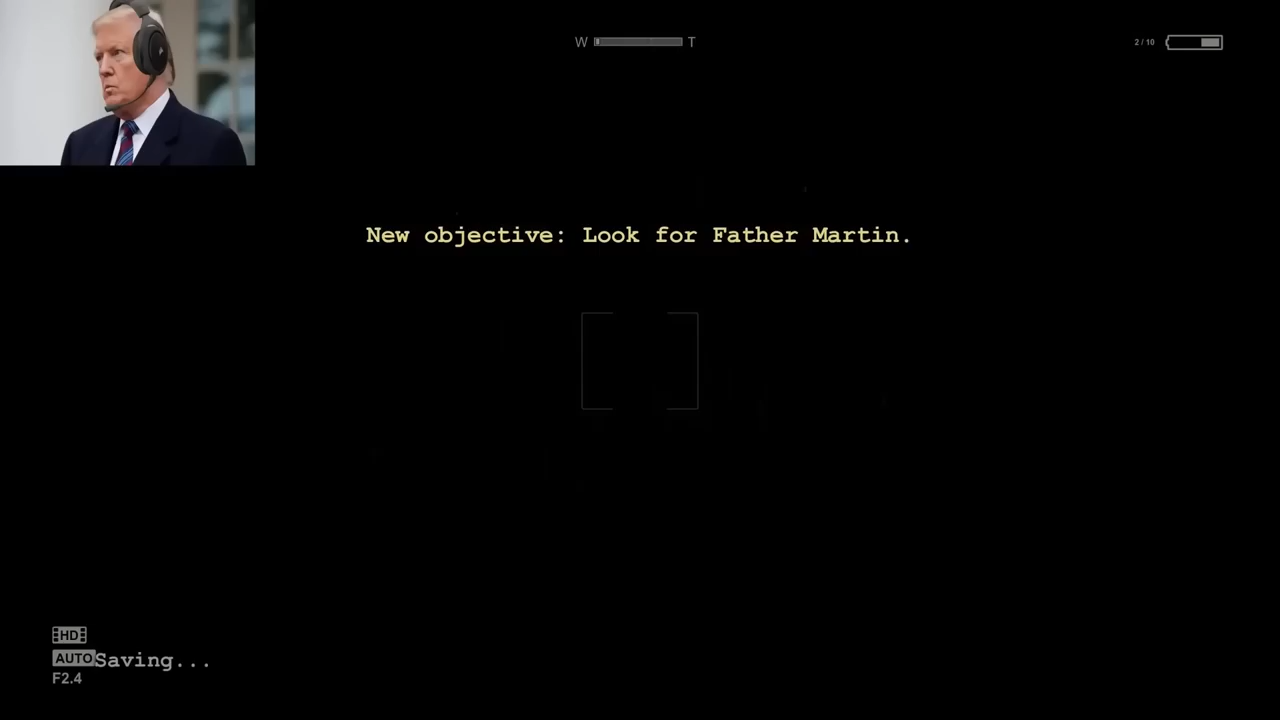 W T
2 / 10
New objective: Look for Father Martin.
HD
AUTO Saving...
F2.4